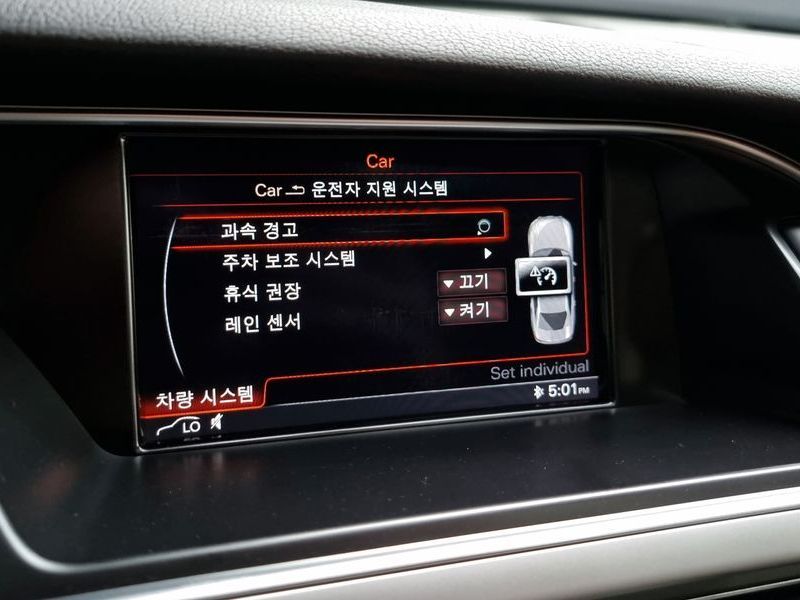 Car
Car 운전자 지원 시스템
과속 경고
주차 보조 시스템
휴식 권장 끄기
레인 센서 켜기
Set individual
차량 시스템
5:01 PM
LO